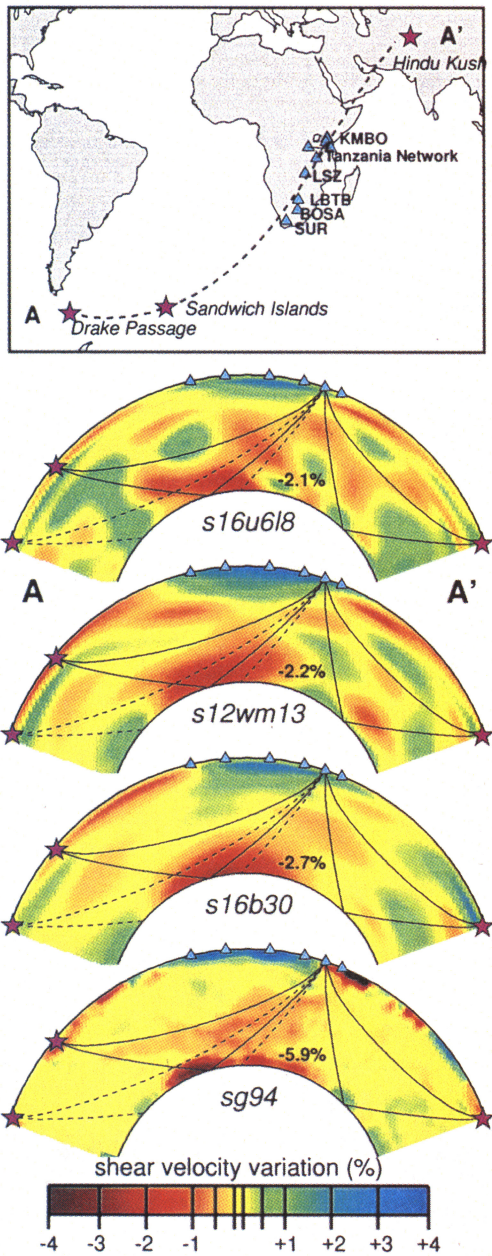 A'
Hindu Kush
KMBO
Tanzania Network
LSZ
LBTB
BOSA
SUR
A
Sandwich Islands
Drake Passage
-2.1%
s16u6l8
A
A'
-2.2%
s12wm13
-2.7%
s16b30
-5.9%
sg94
shear velocity variation (%)
-4 -3 -2 -1 +1 +2 +3 +4